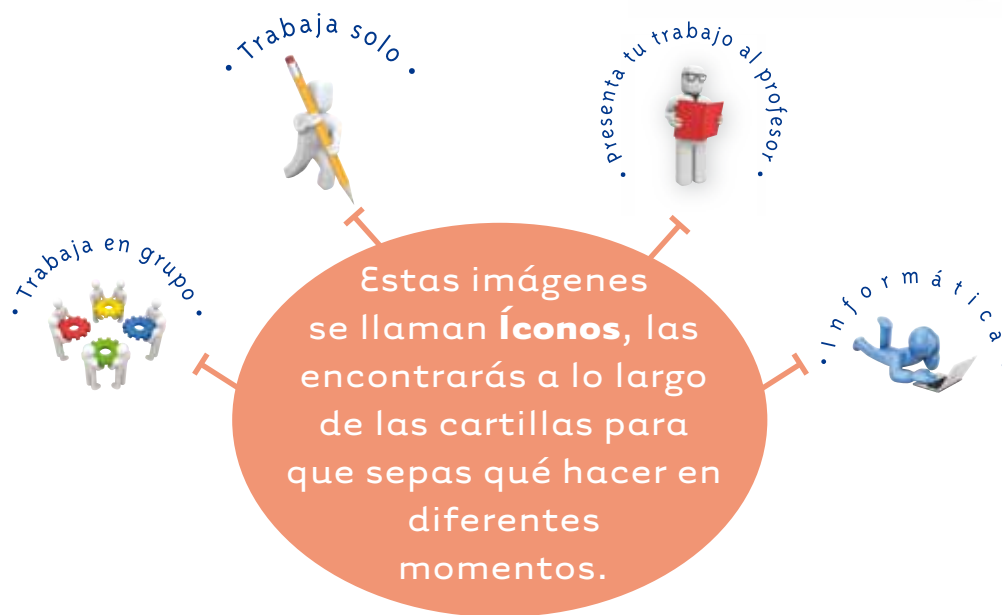 Trabaja solo
Presenta tu trabajo al profesor
Trabaja en grupo
Informática
Estas imágenes
se llaman Íconos, las
encontrarás a lo largo
de las cartillas para
que sepas qué hacer en
diferentes
momentos.